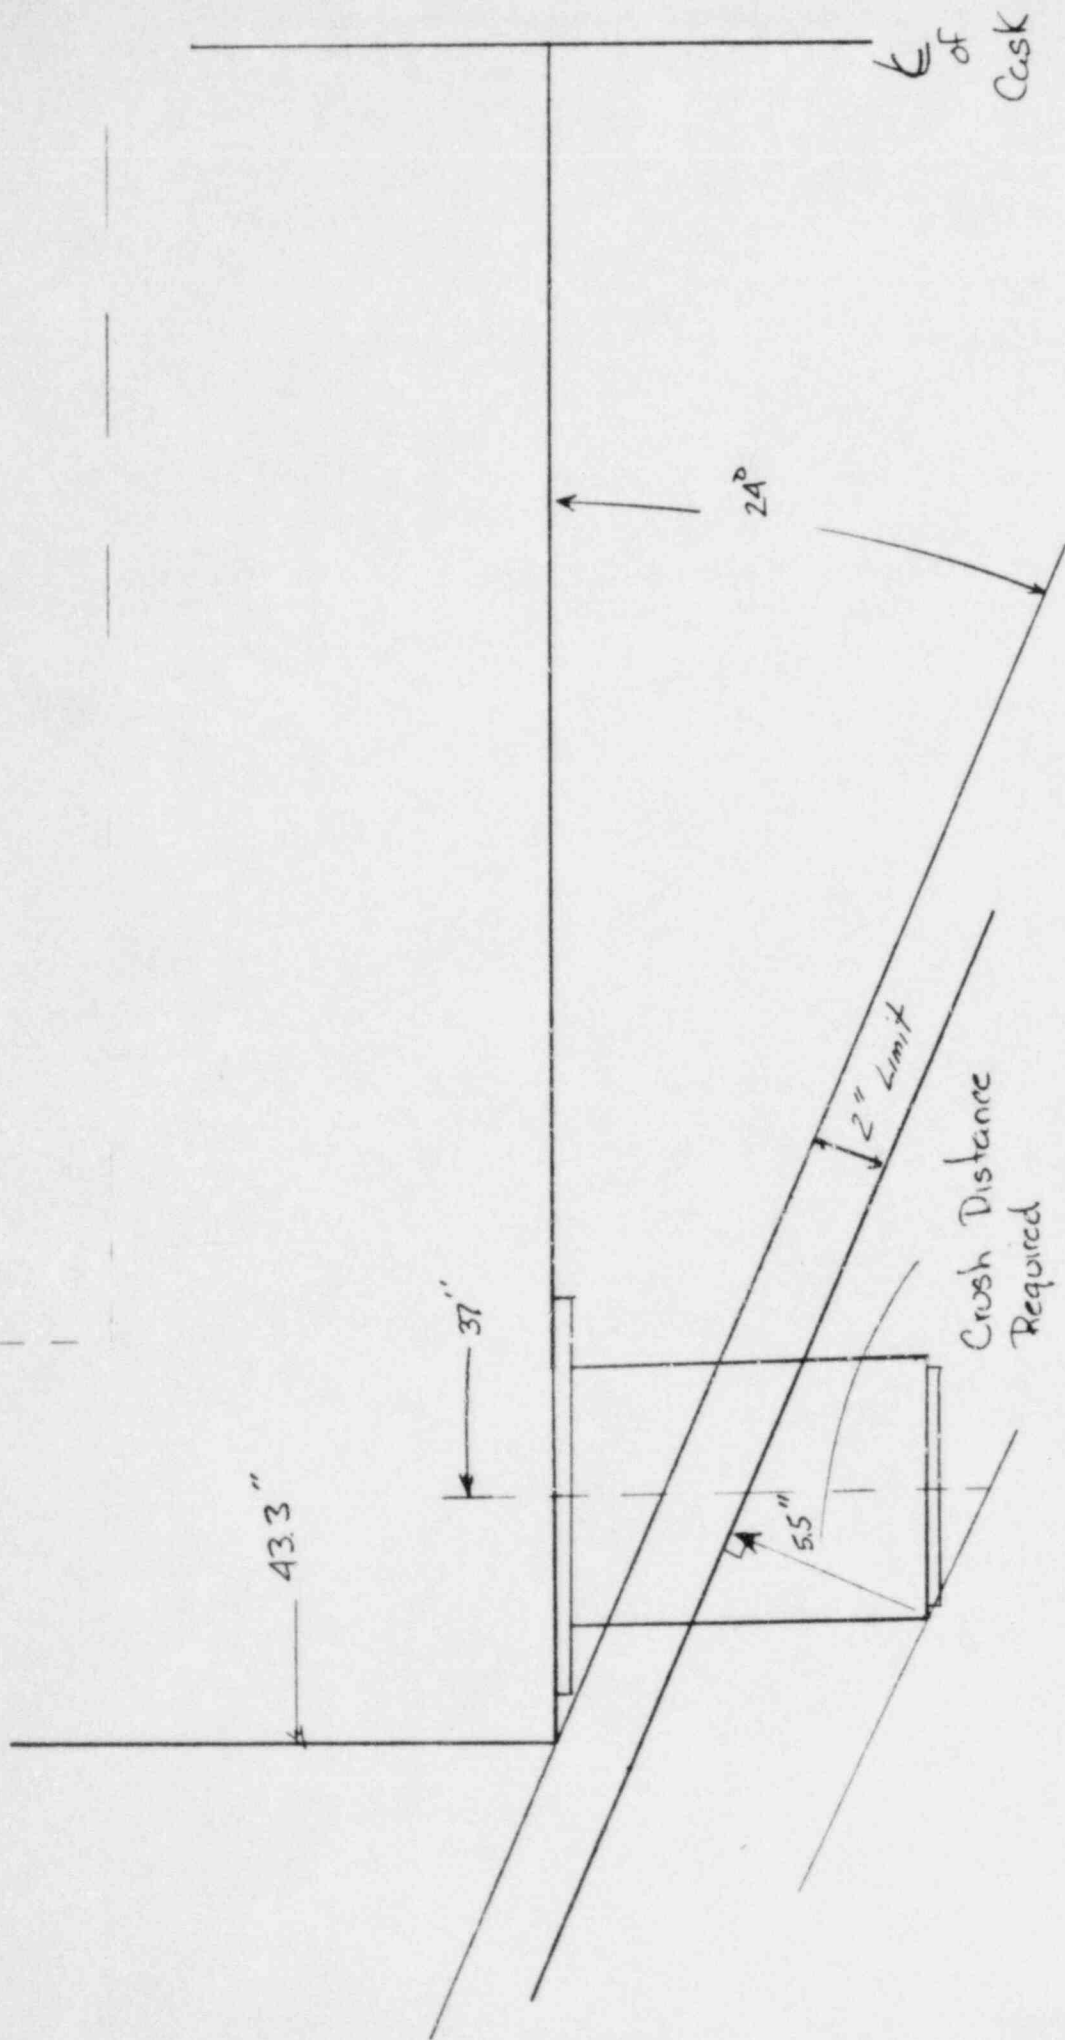 ℄
of
Cask
24°
2" Limit
37"
43.3"
5.5"
Crush Distance
Required